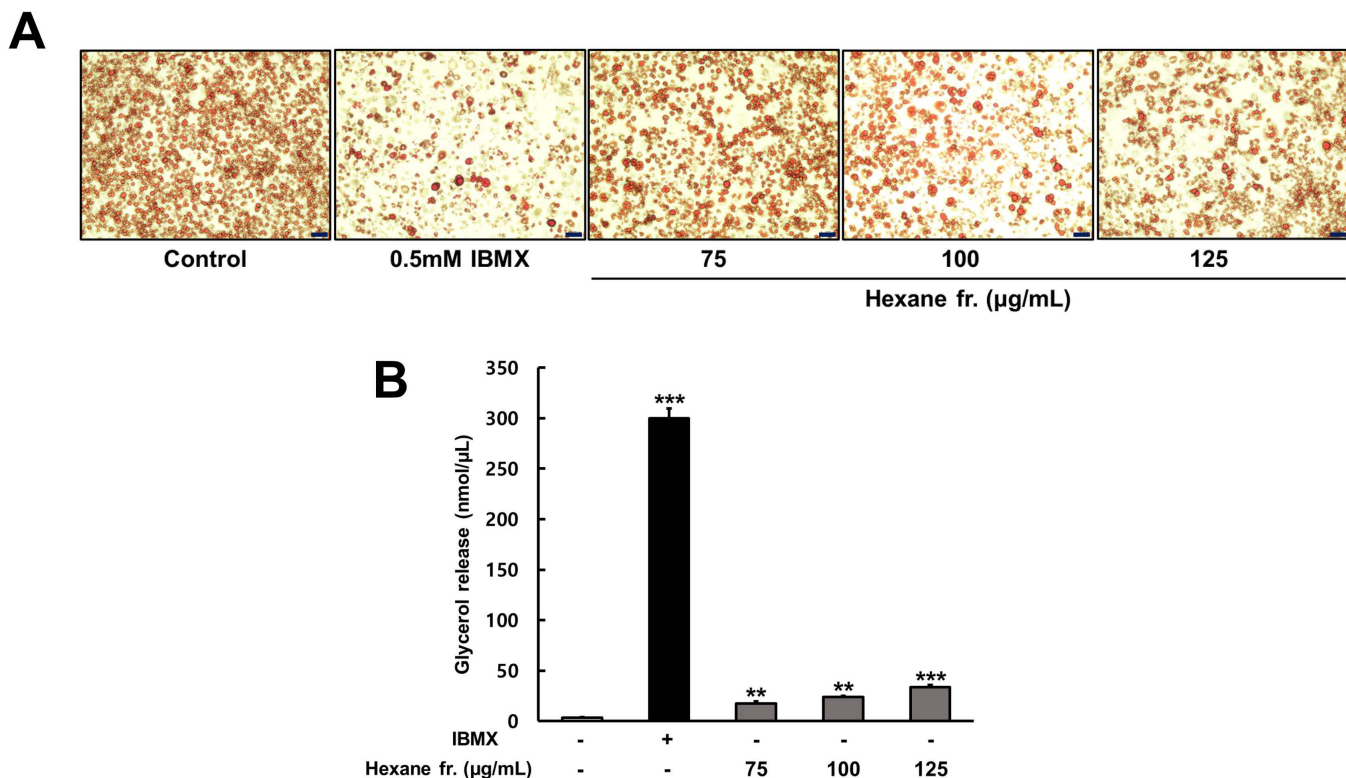 A
Control 0.5mM IBMX 75 100 125
Hexane fr. (µg/mL)
B
Glycerol release (nmol/µL)
350
300
250
200
150
100
50
0
***
**
**
***
IBMX - + - - -
Hexane fr. (µg/mL) - - 75 100 125